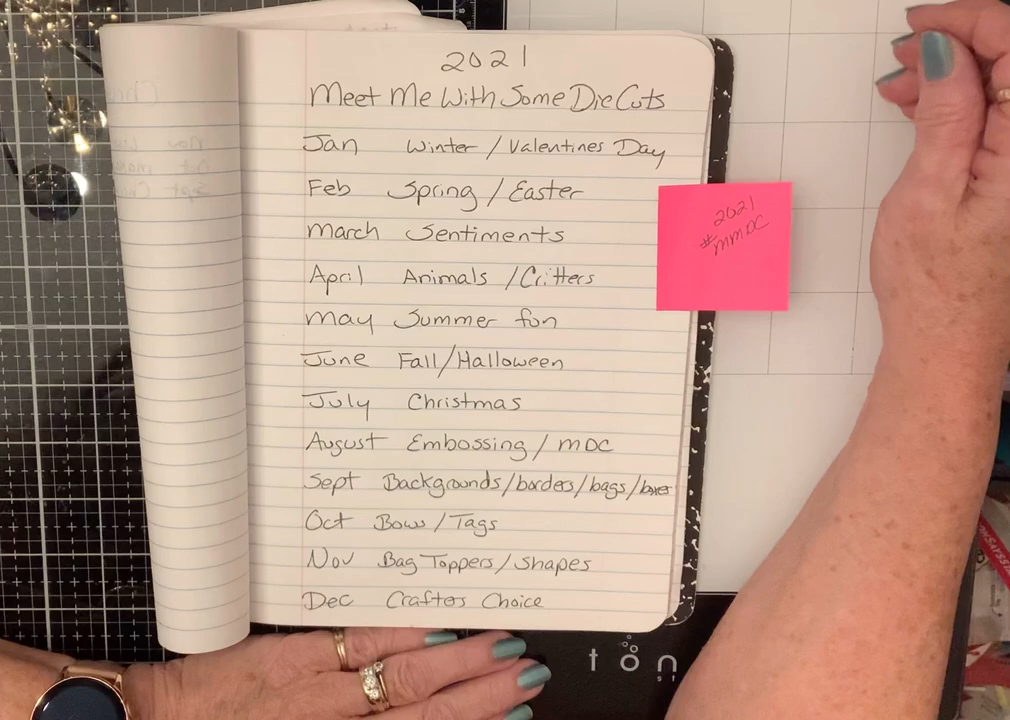 2021
Meet Me With Some Die Cuts
Jan Winter / Valentines Day
Feb Spring / Easter
March Sentiments
April Animals / Critters
May Summer fun
June Fall/Halloween
July Christmas
August Embossing / MDC
Sept Backgrounds/borders/bags/boxes
Oct Bows / Tags
Nov Bag Toppers / Shapes
Dec Crafters Choice
2021
#MMDC
tōn